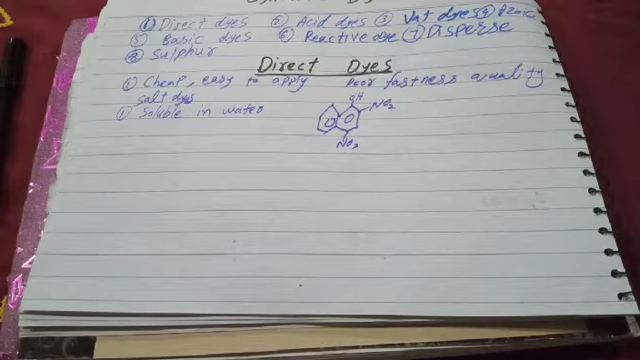 ① Direct dyes ② Acid dyes ③ Vat dyes ④ Azoic
⑤ Basic dyes ⑥ Reactive dye ⑦ Disperse
⑧ Sulphur
Direct Dyes
① Cheap, easy to apply Poor fastness quality
salt dyes
① Soluble in water
OH
NO2
NO2